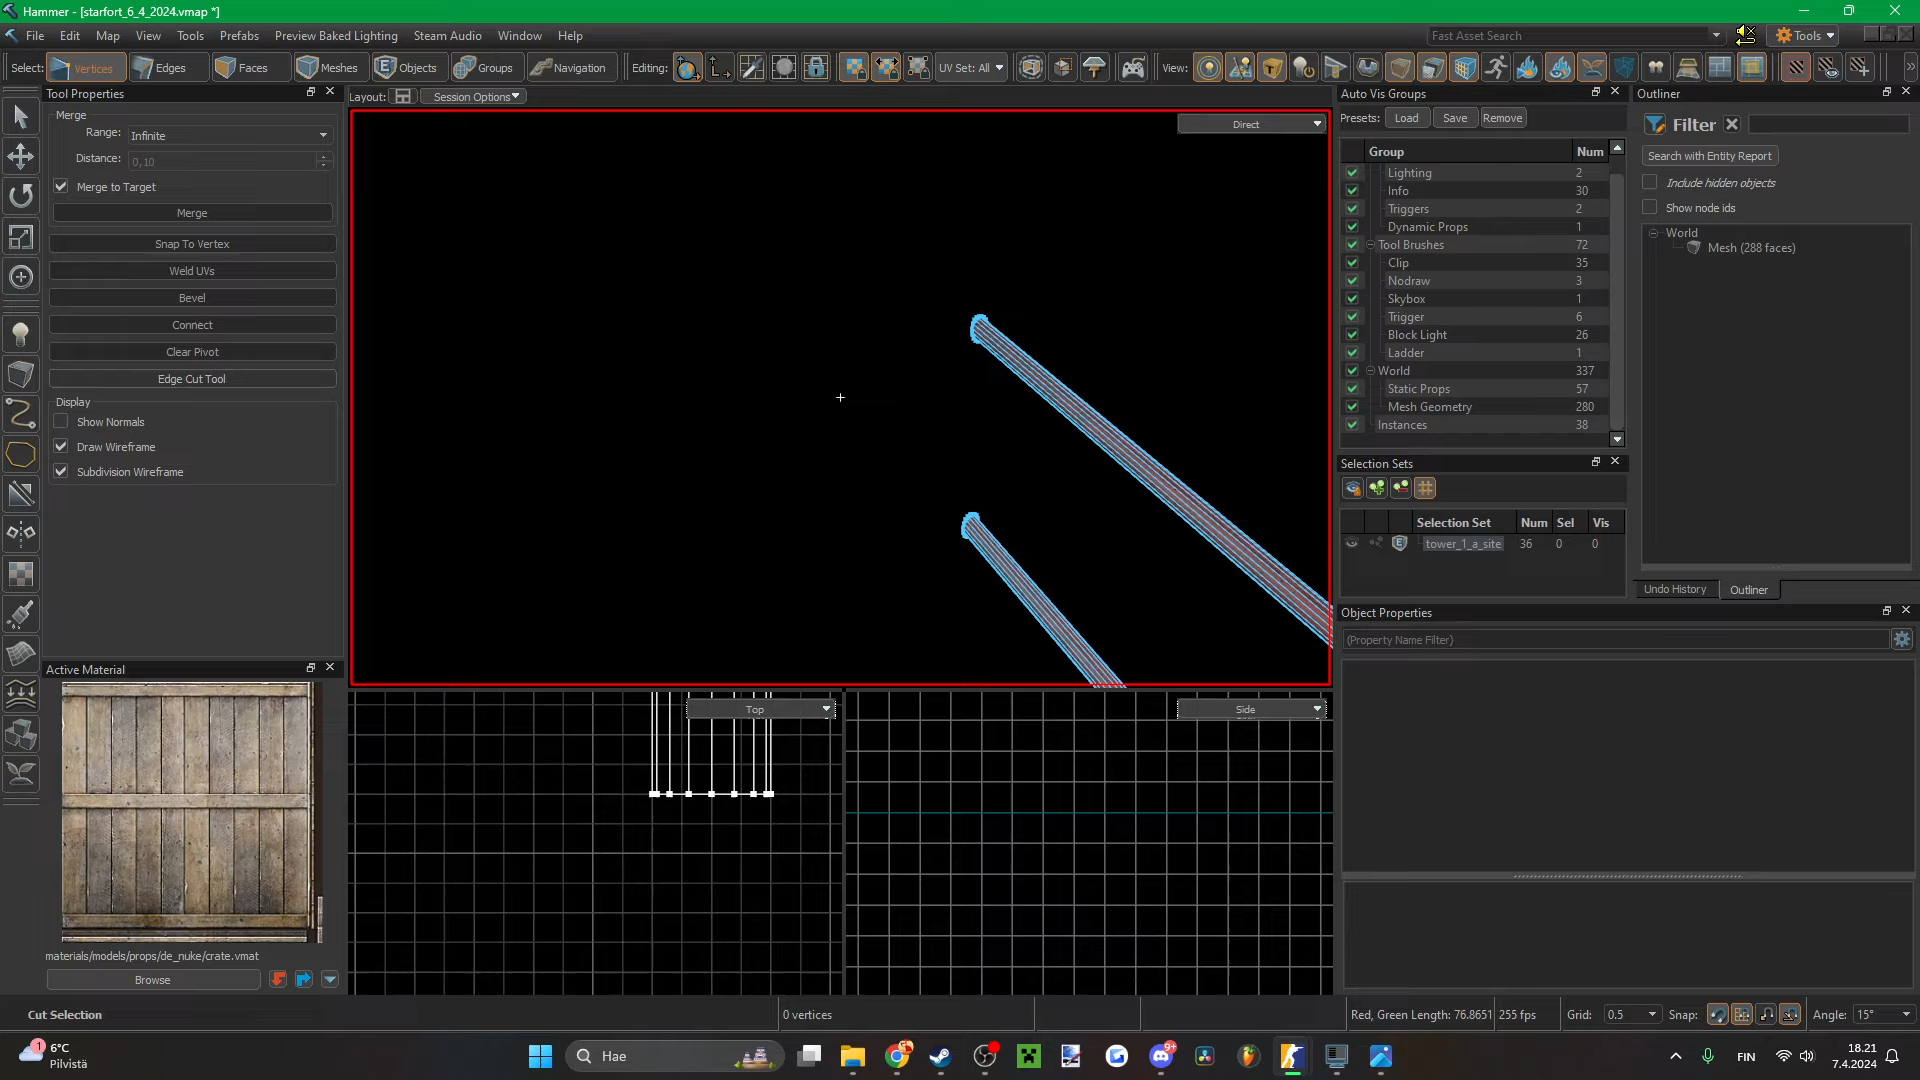 Hammer - [starfort_6_4_2024.vmap *]
File Edit Map View Tools Prefabs Preview Baked Lighting Steam Audio Window Help
Fast Asset Search
Tools
Select: Vertices Edges Faces Meshes Objects Groups Navigation Editing: UV Set: All View:
Tool Properties
Merge
Range: Infinite
Distance: 0,10
Merge to Target
Merge
Snap To Vertex
Weld UVs
Bevel
Connect
Clear Pivot
Edge Cut Tool
Display
Show Normals
Draw Wireframe
Subdivision Wireframe
Active Material
materials/models/props/de_nuke/crate.vmat
Browse
Layout: Session Options
Direct
Top
Side
Auto Vis Groups
Presets: Load Save Remove
Group Num
Lighting 2
Info 30
Triggers 2
Dynamic Props 1
Tool Brushes 72
Clip 35
Nodraw 3
Skybox 1
Trigger 6
Block Light 26
Ladder 1
World 337
Static Props 57
Mesh Geometry 280
Instances 38
Selection Sets
Selection Set Num Sel Vis
tower_1_a_site 36 0 0
Outliner
Filter
Search with Entity Report
Include hidden objects
Show node ids
World
Mesh (288 faces)
Undo History Outliner
Object Properties
(Property Name Filter)
Cut Selection
0 vertices
Red, Green Length: 76.8651 255 fps
Grid: 0.5 Snap: Angle: 15°
1
6°C
Pilvistä
Hae
9+
FIN
18.21
7.4.2024